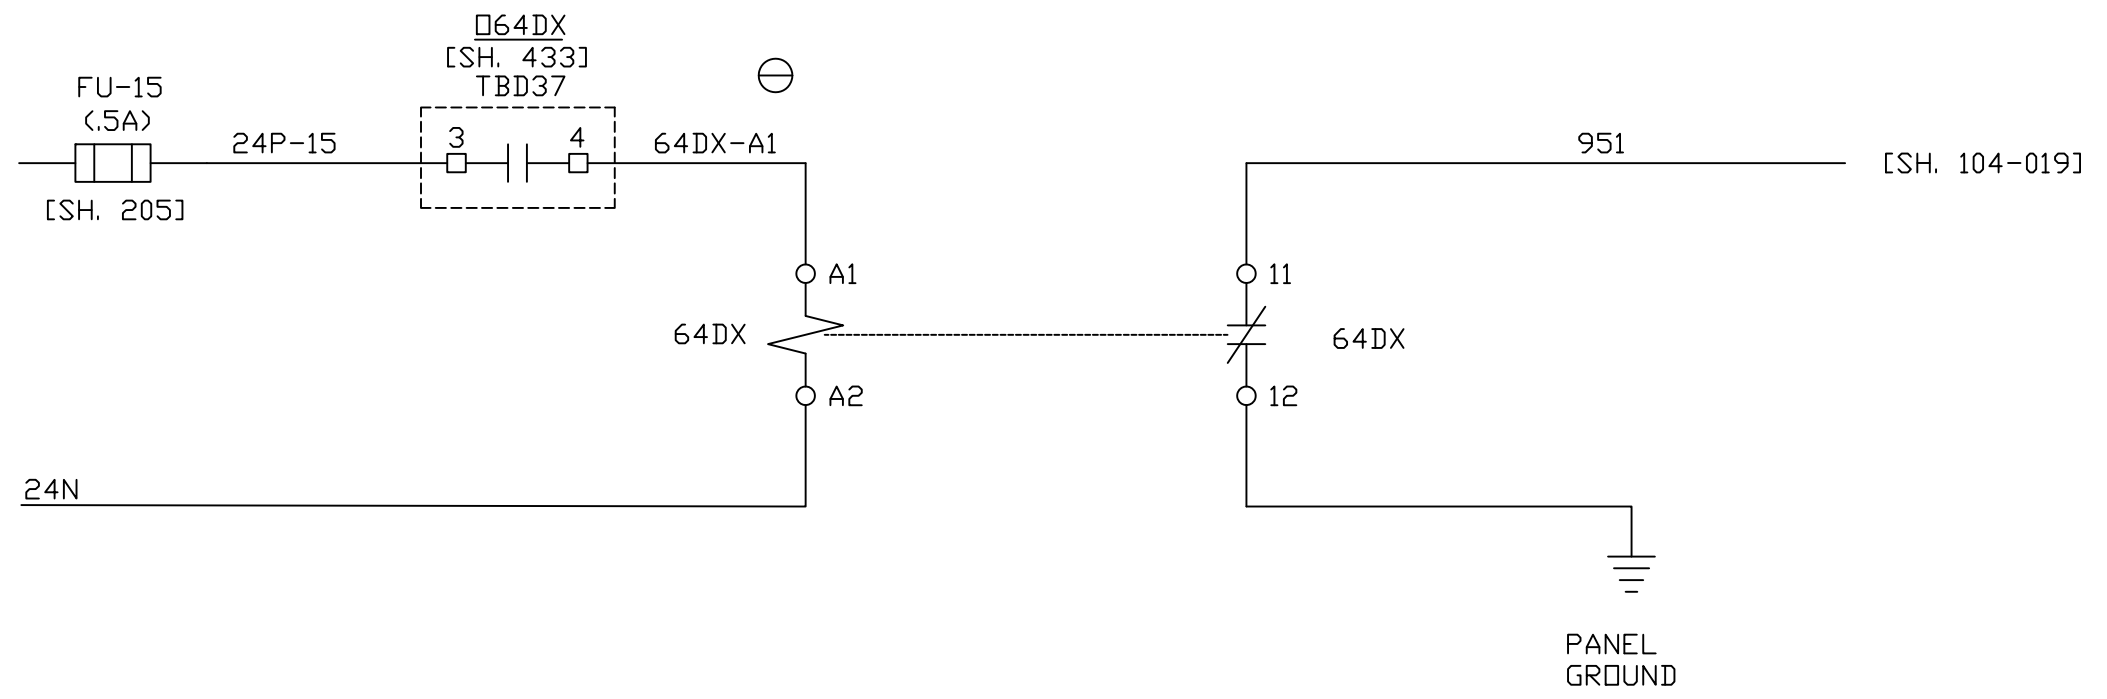 O64DX
[SH. 433]
TBD37
FU-15
(.5A)
[SH. 205]
24P-15
3
4
64DX-A1
951
[SH. 104-019]
A1
11
64DX
64DX
A2
12
24N
PANEL
GROUND